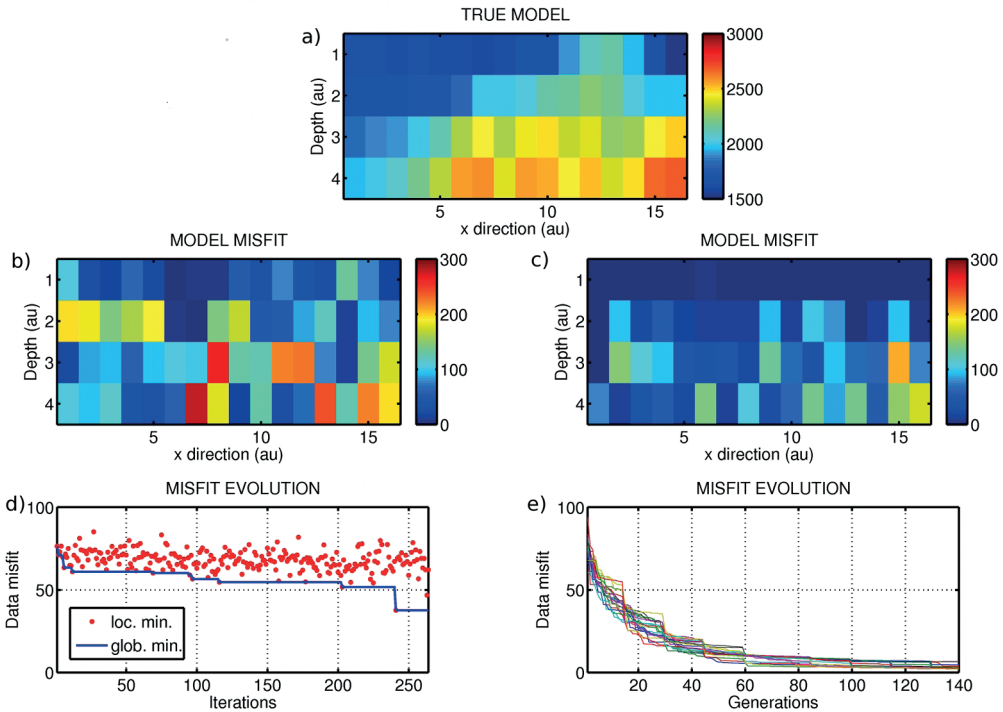 TRUE MODEL
a)
Depth (au)
1
2
3
4
5
10
15
x direction (au)
3000
2500
2000
1500
MODEL MISFIT
b)
Depth (au)
1
2
3
4
5
10
15
x direction (au)
300
200
100
0
MODEL MISFIT
c)
Depth (au)
1
2
3
4
5
10
15
x direction (au)
300
200
100
0
MISFIT EVOLUTION
d)
Data misfit
100
50
0
loc. min.
glob. min.
50
100
150
200
250
Iterations
MISFIT EVOLUTION
e)
Data misfit
100
50
0
0
20
40
60
80
100
120
140
Generations